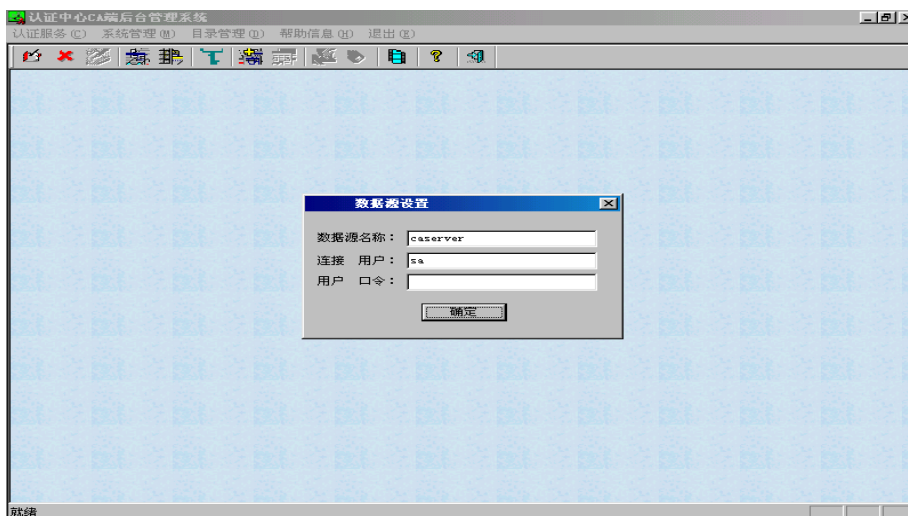 认证中心CA端后台管理系统
认证服务(C) 系统管理(M) 目录管理(D) 帮助信息(H) 退出(E)
数据源设置
数据源名称： caserver
连接 用户： sa
用户 口令：
确定
就绪